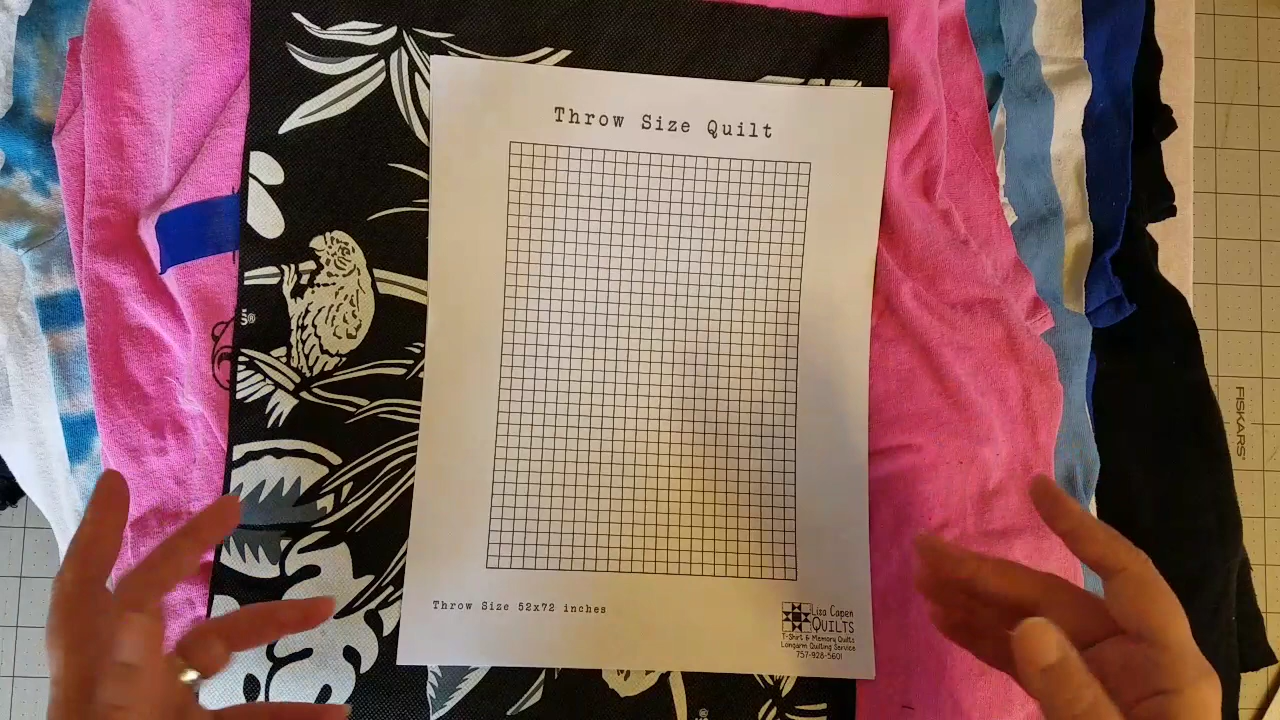 Throw Size Quilt
FISKARS®
Throw Size 52x72 inches
Lisa Capen
QUILTS
T-Shirt & Memory Quilts
Longarm Quilting Service
757-928-5601